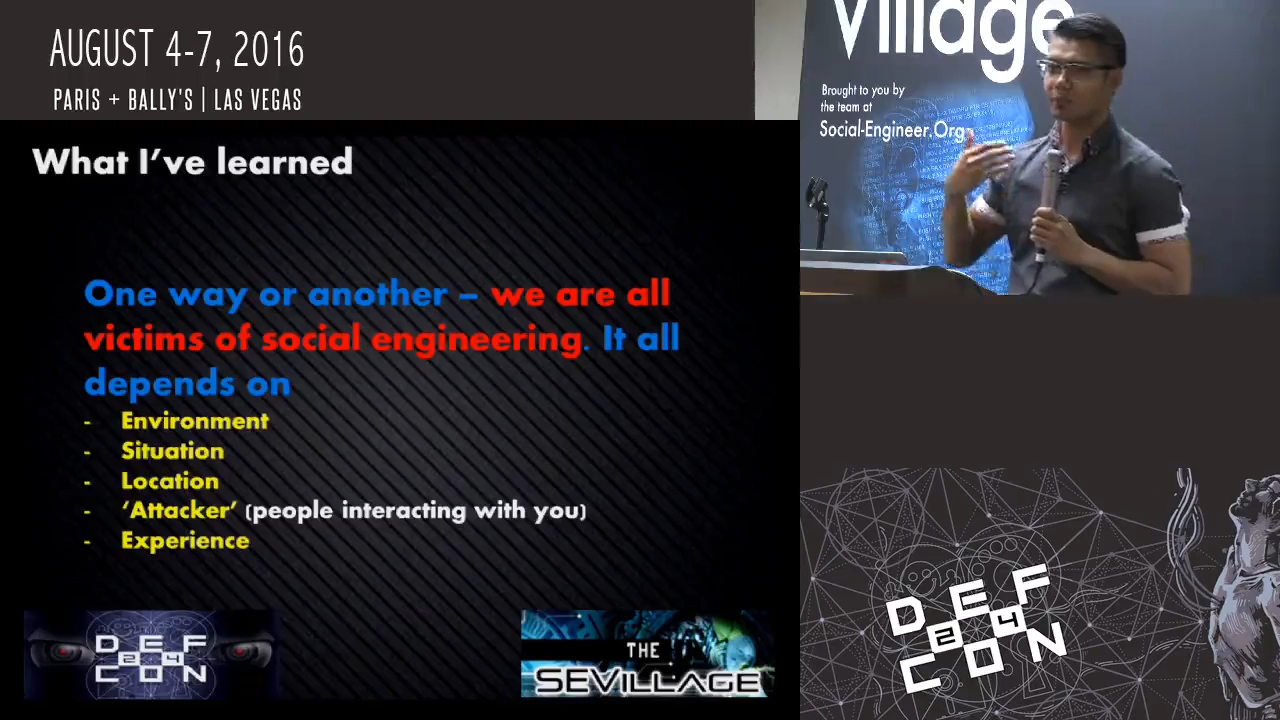 AUGUST 4-7, 2016
PARIS + BALLY'S | LAS VEGAS
Village
Brought to you by
the team at
Social-Engineer.Org
What I've learned
One way or another – we are all
victims of social engineering. It all
depends on
- Environment
- Situation
- Location
- 'Attacker' (people interacting with you)
- Experience
DEF
24
CON
THE
SEVILLAGE
DEF
24
CON